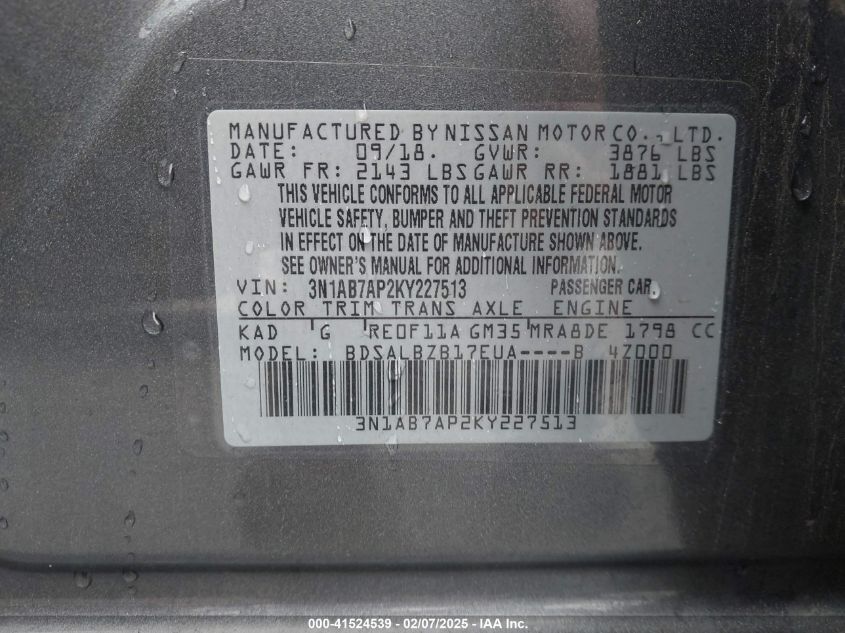 MANUFACTURED BY NISSAN MOTOR CO., LTD.
DATE: 09/18. GVWR: 3876 LBS
GAWR FR: 2143 LBS GAWR RR: 1881 LBS
THIS VEHICLE CONFORMS TO ALL APPLICABLE FEDERAL MOTOR
VEHICLE SAFETY, BUMPER AND THEFT PREVENTION STANDARDS
IN EFFECT ON THE DATE OF MANUFACTURE SHOWN ABOVE.
SEE OWNER'S MANUAL FOR ADDITIONAL INFORMATION.
VIN: 3N1AB7AP2KY227513 PASSENGER CAR.
COLOR TRIM TRANS AXLE ENGINE
KAD G RE0F11A GM35 MRA8DE 1798 CC
MODEL: BDSALBZB17EUA----B 4Z000
3N1AB7AP2KY227513
000-41524539 - 02/07/2025 - IAA Inc.